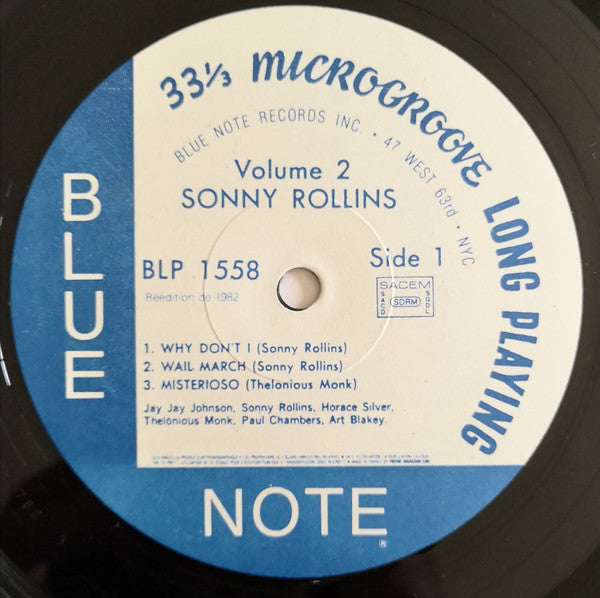 33⅓ MICROGROOVE LONG PLAYING
BLUE NOTE RECORDS INC. • 47 WEST 63rd • NYC
Volume 2
SONNY ROLLINS
BLP 1558
Side 1
Réédition de 1982
SACEM
SACD
SDRM
SGDL
1. WHY DON'T I (Sonny Rollins)
2. WAIL MARCH (Sonny Rollins)
3. MISTERIOSO (Thelonious Monk)
Jay Jay Johnson, Sonny Rollins, Horace Silver,
Thelonious Monk, Paul Chambers, Art Blakey.
BLUE
NOTE
®